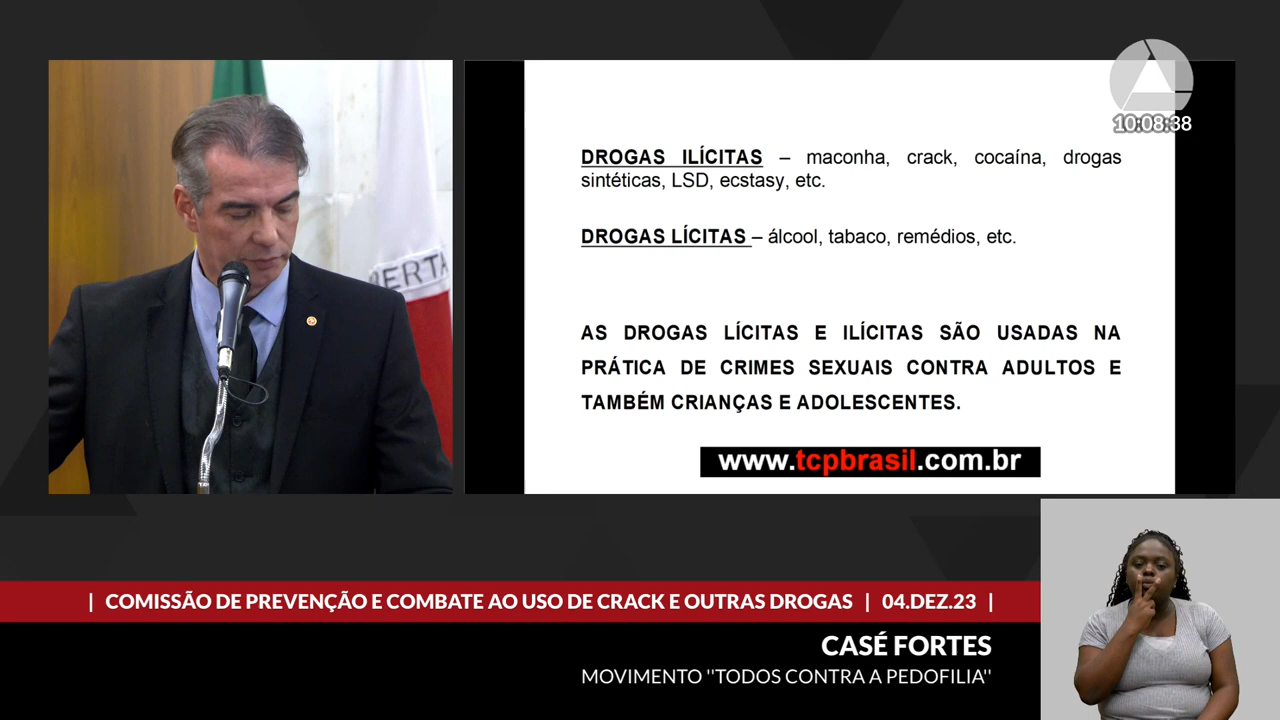 10:08:38
DROGAS ILÍCITAS – maconha, crack, cocaína, drogas
sintéticas, LSD, ecstasy, etc.
DROGAS LÍCITAS – álcool, tabaco, remédios, etc.
AS DROGAS LÍCITAS E ILÍCITAS SÃO USADAS NA
PRÁTICA DE CRIMES SEXUAIS CONTRA ADULTOS E
TAMBÉM CRIANÇAS E ADOLESCENTES.
www.tcpbrasil.com.br
ERTA
| COMISSÃO DE PREVENÇÃO E COMBATE AO USO DE CRACK E OUTRAS DROGAS | 04.DEZ.23 |
CASÉ FORTES
MOVIMENTO "TODOS CONTRA A PEDOFILIA"